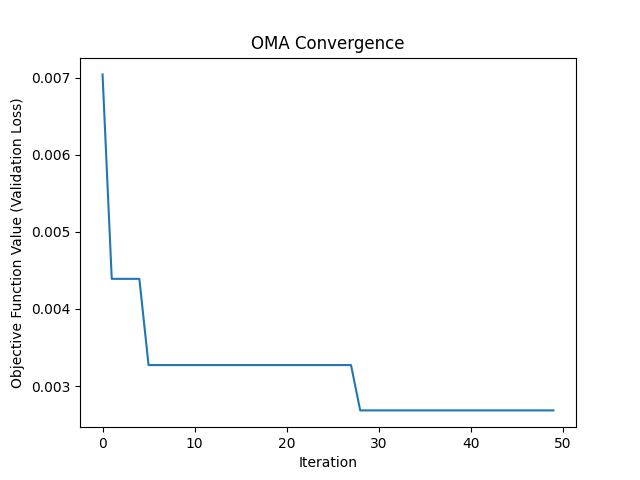 OMA Convergence
0.007
0.006
0.005
0.004
0.003
Objective Function Value (Validation Loss)
0 10 20 30 40 50
Iteration